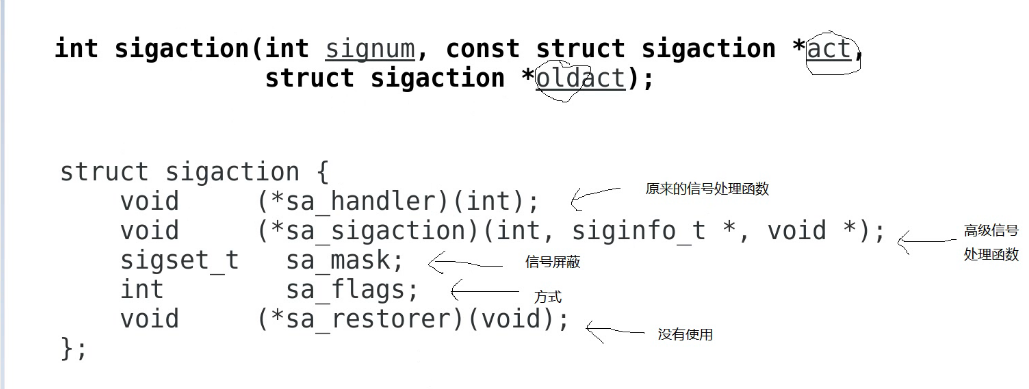 int sigaction(int signum, const struct sigaction *act,
struct sigaction *oldact);
struct sigaction {
void (*sa_handler)(int);
原来的信号处理函数
void (*sa_sigaction)(int, siginfo_t *, void *);
高级信号
处理函数
sigset_t sa_mask;
信号屏蔽
int sa_flags;
方式
void (*sa_restorer)(void);
没有使用
};